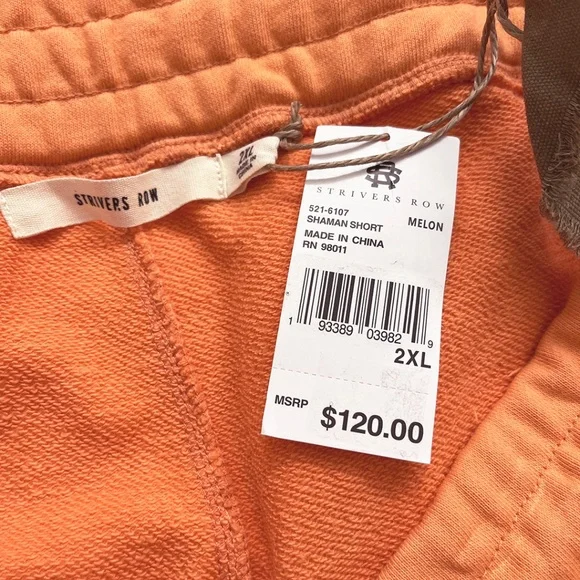 STRIVERS ROW
2XL
SR
STRIVERS ROW
521-6107
SHAMAN SHORT
MELON
MADE IN CHINA
RN 98011
1 93389 03982 9
2XL
MSRP $120.00